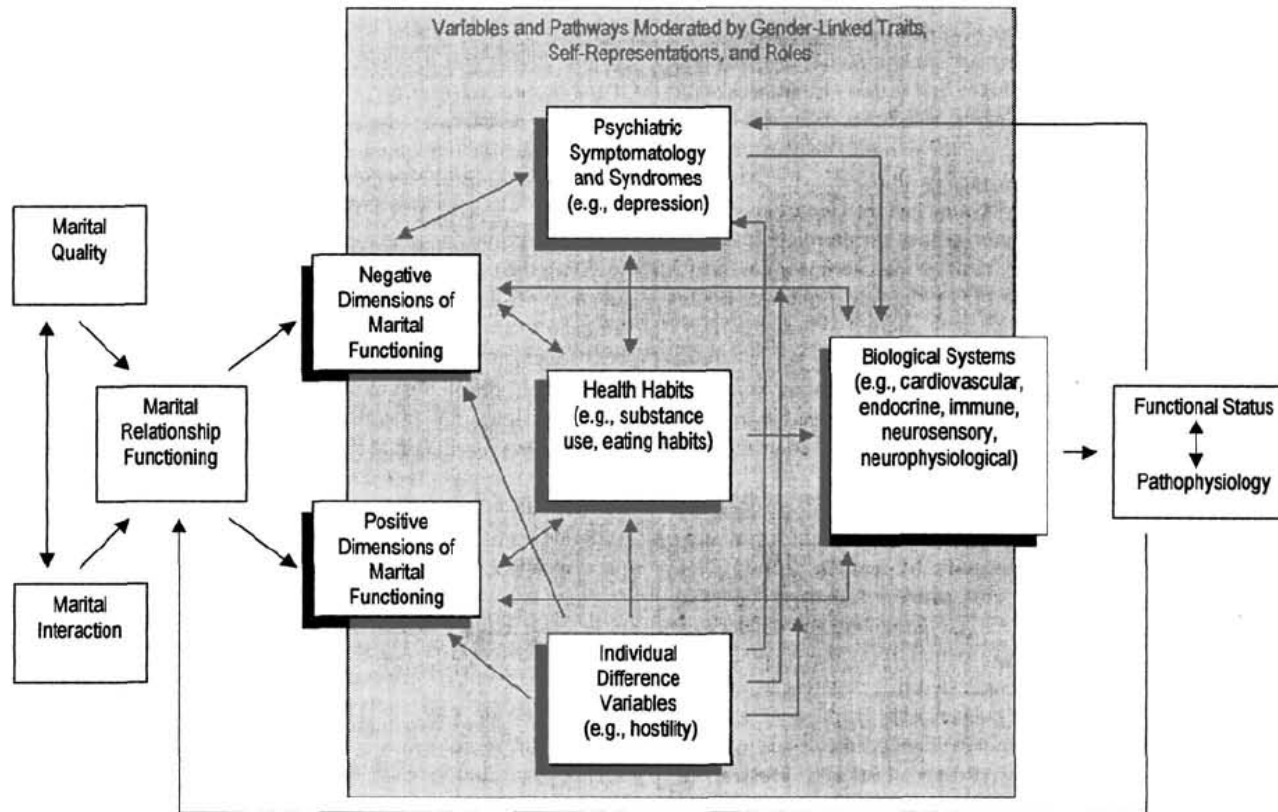 Variables and Pathways Moderated by Gender-Linked Traits,
Self-Representations, and Roles
Psychiatric
Symptomatology
and Syndromes
(e.g., depression)
Marital
Quality
Negative
Dimensions of
Marital
Functioning
Marital
Relationship
Functioning
Health Habits
(e.g., substance
use, eating habits)
Biological Systems
(e.g., cardiovascular,
endocrine, immune,
neurosensory,
neurophysiological)
Functional Status
Pathophysiology
Positive
Dimensions of
Marital
Functioning
Marital
Interaction
Individual
Difference
Variables
(e.g., hostility)